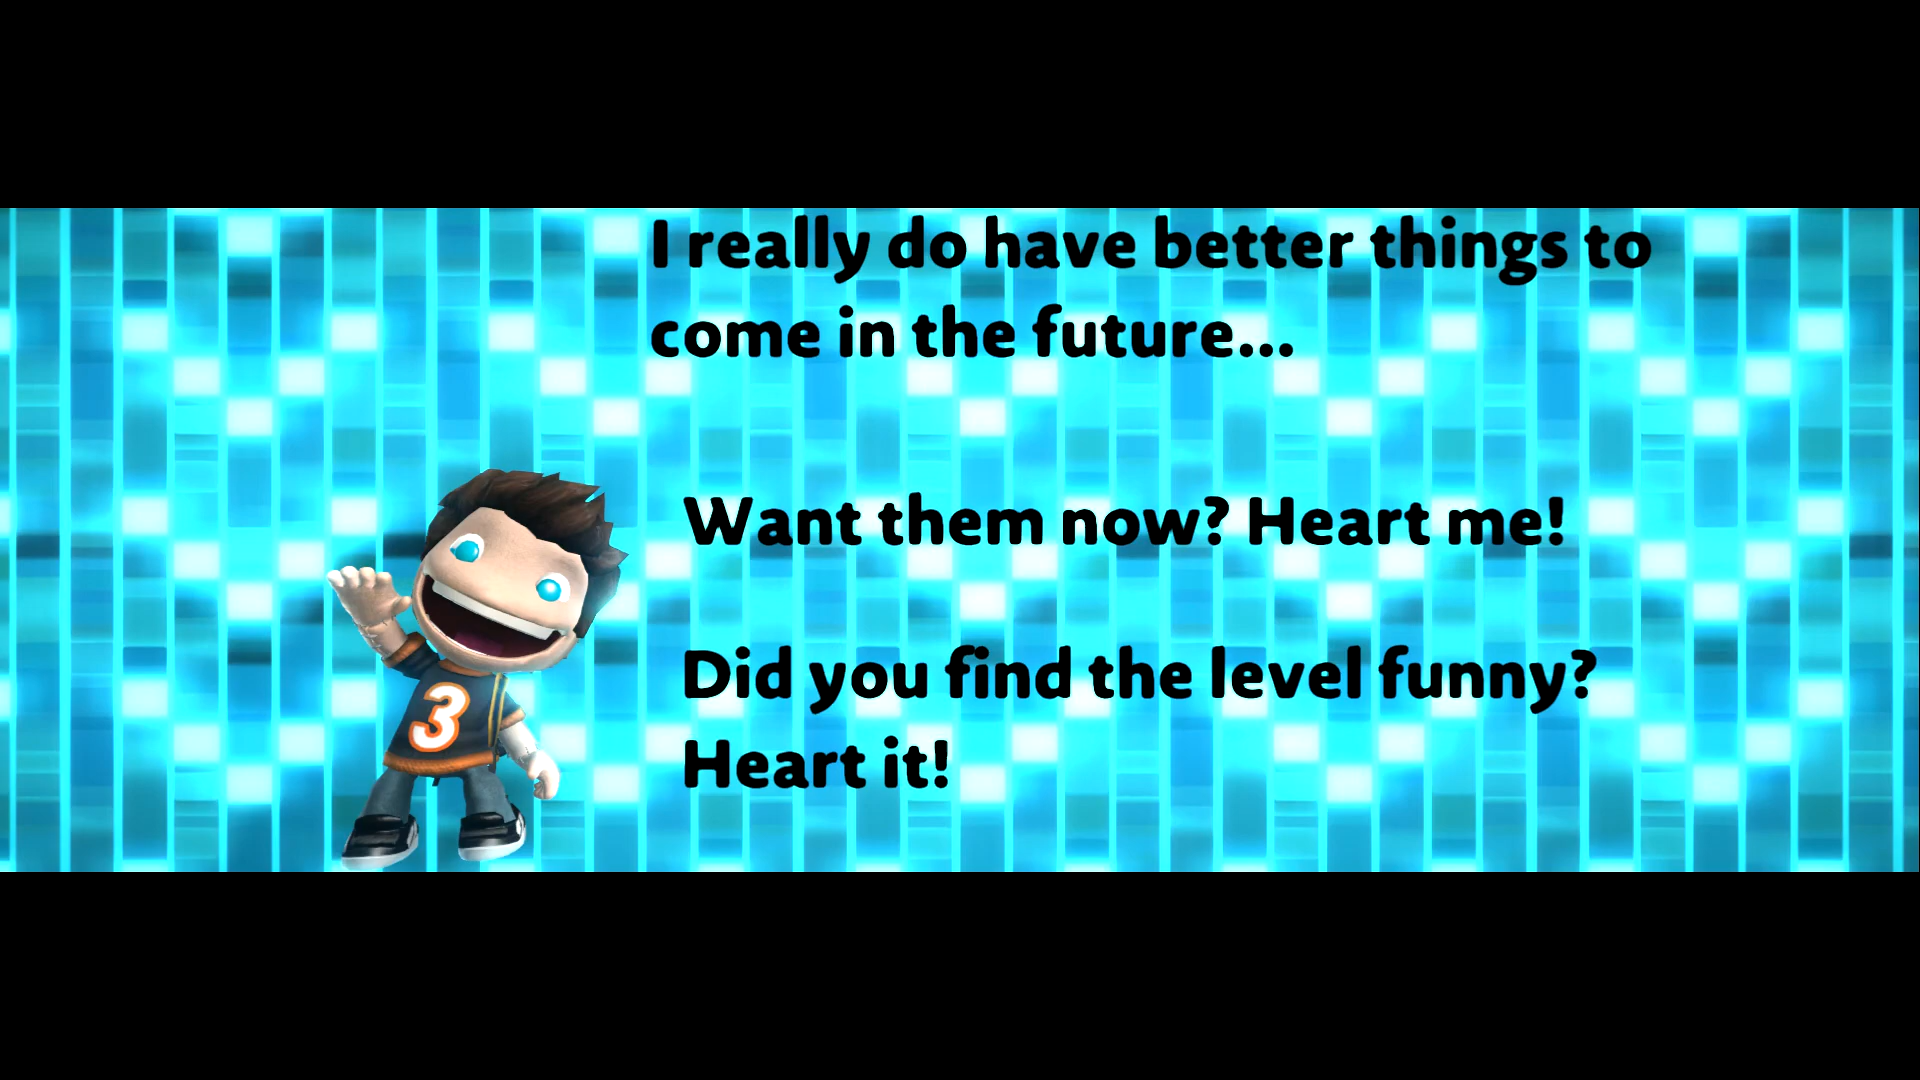 I really do have better things to
come in the future...
Want them now? Heart me!
Did you find the level funny?
Heart it!
3